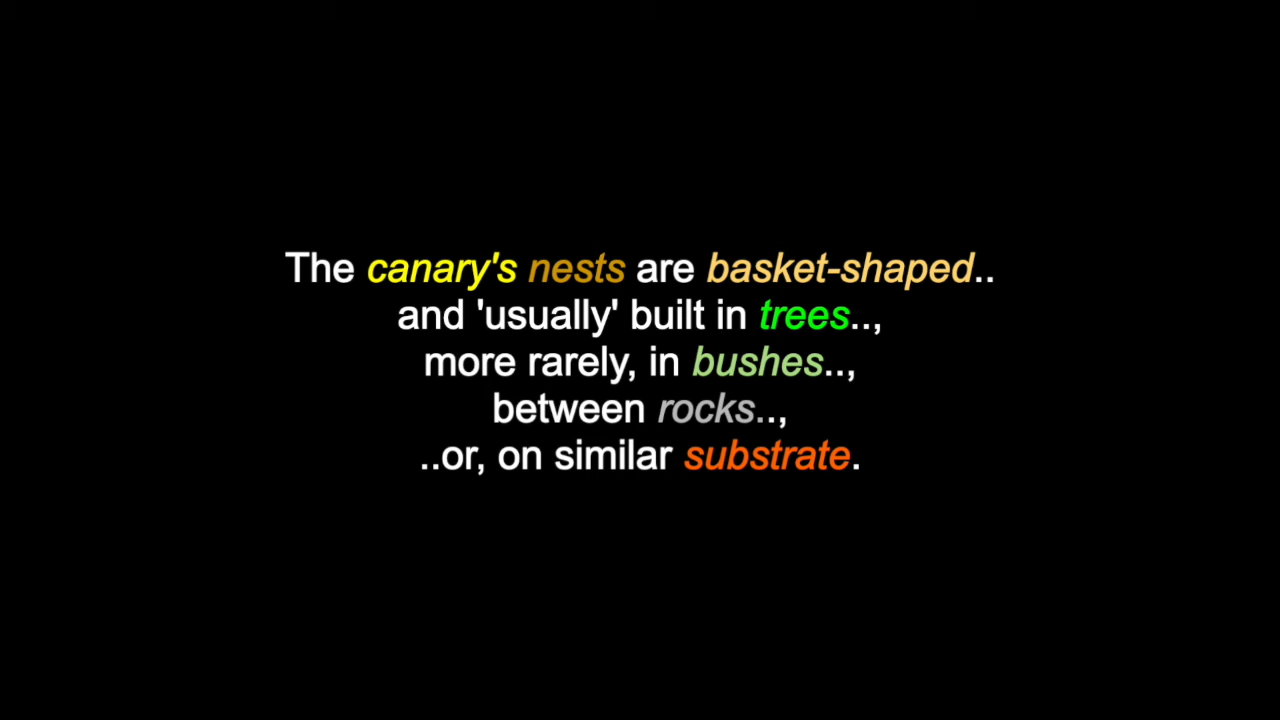 The canary's nests are basket-shaped..
and 'usually' built in trees..,
more rarely, in bushes..,
between rocks..,
..or, on similar substrate.